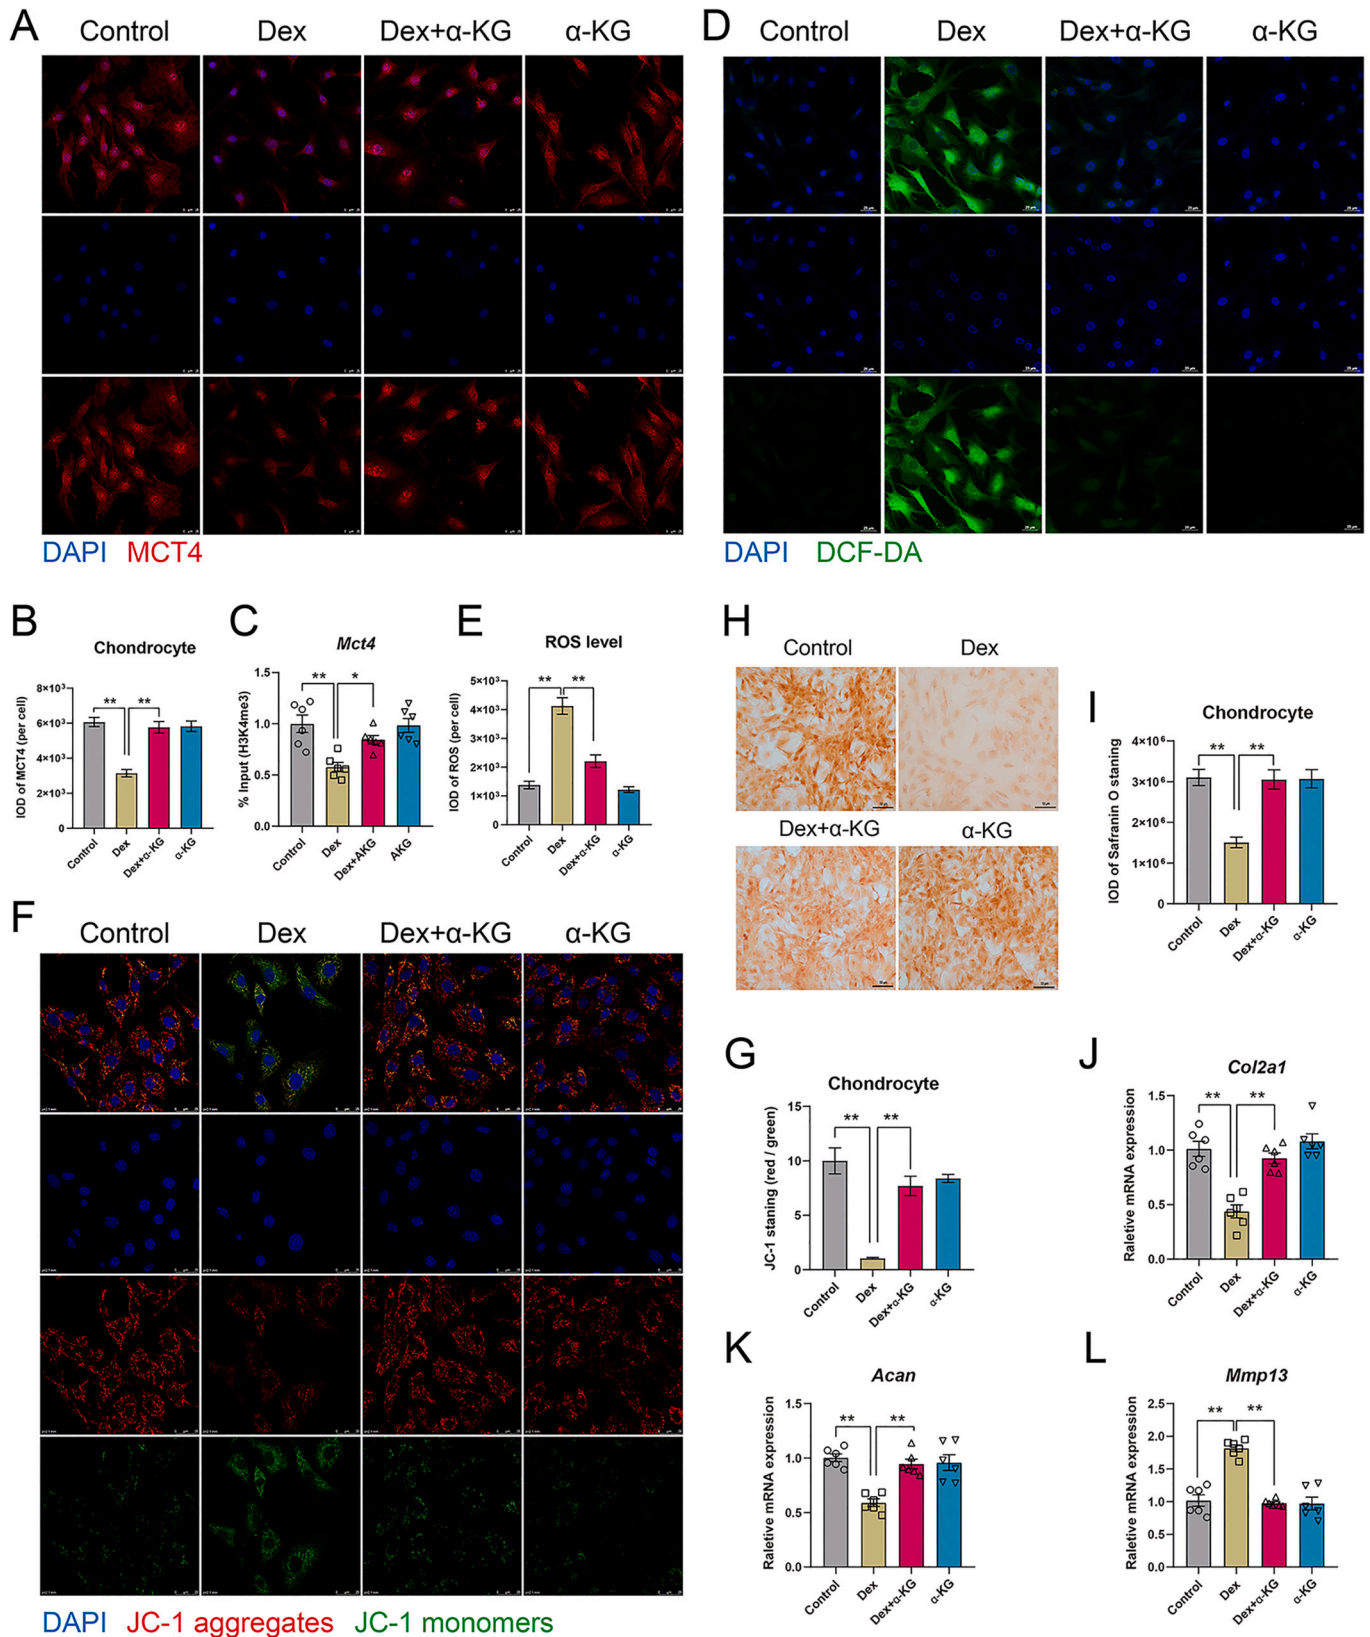 A
Control Dex Dex+α-KG α-KG
DAPI MCT4
D
Control Dex Dex+α-KG α-KG
DAPI DCF-DA
B
Chondrocyte
IOD of MCT4 (per cell)
8×10³
6×10³
4×10³
2×10³
0
** **
Control Dex Dex+α-KG α-KG
C
Mct4
% Input (H3K4me3)
1.5
1.0
0.5
0.0
** *
Control Dex Dex+AKG AKG
E
ROS level
IOD of ROS (per cell)
5×10³
4×10³
3×10³
2×10³
1×10³
0
** **
Control Dex Dex+α-KG α-KG
H
Control Dex
Dex+α-KG α-KG
I
Chondrocyte
IOD of Safranin O staning
4×10⁶
3×10⁶
2×10⁶
1×10⁶
0
** **
Control Dex Dex+α-KG α-KG
F
Control Dex Dex+α-KG α-KG
DAPI JC-1 aggregates JC-1 monomers
G
Chondrocyte
JC-1 staning (red / green)
15
10
5
0
** **
Control Dex Dex+α-KG α-KG
J
Col2a1
Raletive mRNA expression
1.5
1.0
0.5
0.0
** **
Control Dex Dex+α-KG α-KG
K
Acan
Raletive mRNA expression
1.5
1.0
0.5
0.0
** **
Control Dex Dex+α-KG α-KG
L
Mmp13
Raletive mRNA expression
2.5
2.0
1.5
1.0
0.5
0.0
** **
Control Dex Dex+α-KG α-KG